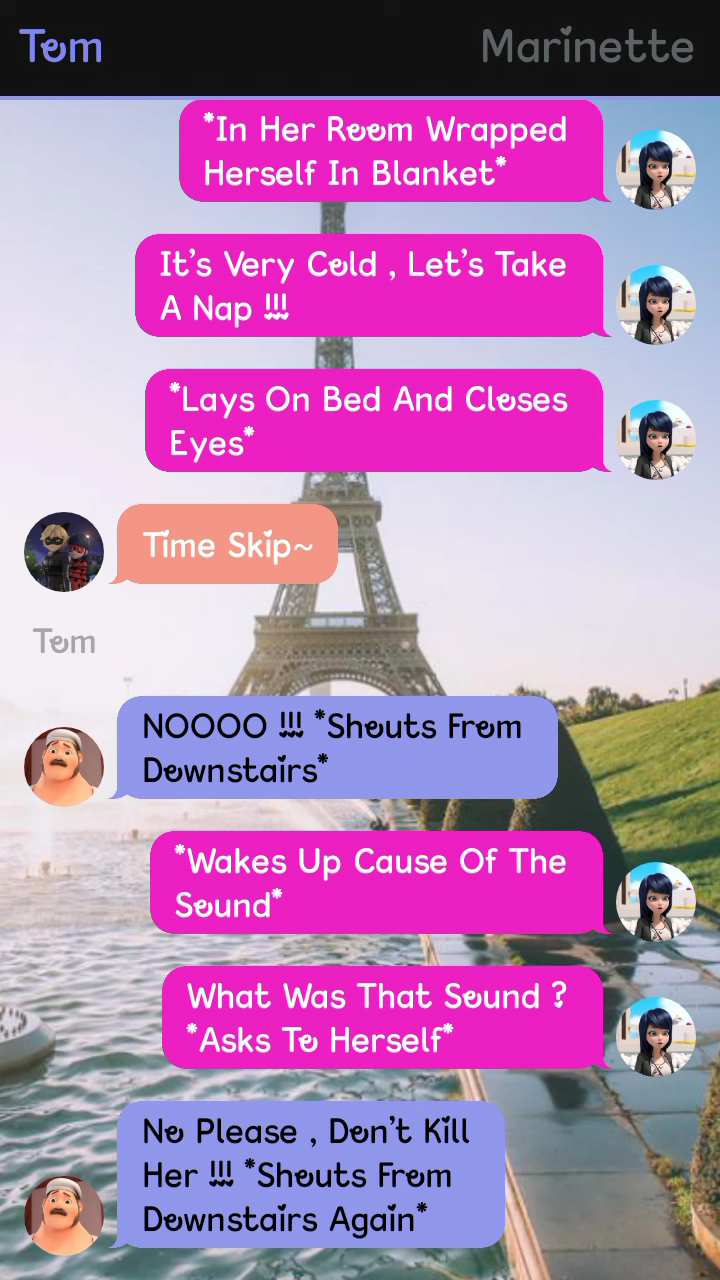 Tom
Marinette
*In Her Room Wrapped
Herself In Blanket*
It's Very Cold , Let's Take
A Nap !!!
*Lays On Bed And Closes
Eyes*
Time Skip~
Tom
NOOOO !!! *Shouts From
Downstairs*
*Wakes Up Cause Of The
Sound*
What Was That Sound ?
*Asks To Herself*
No Please , Don't Kill
Her !!! *Shouts From
Downstairs Again*